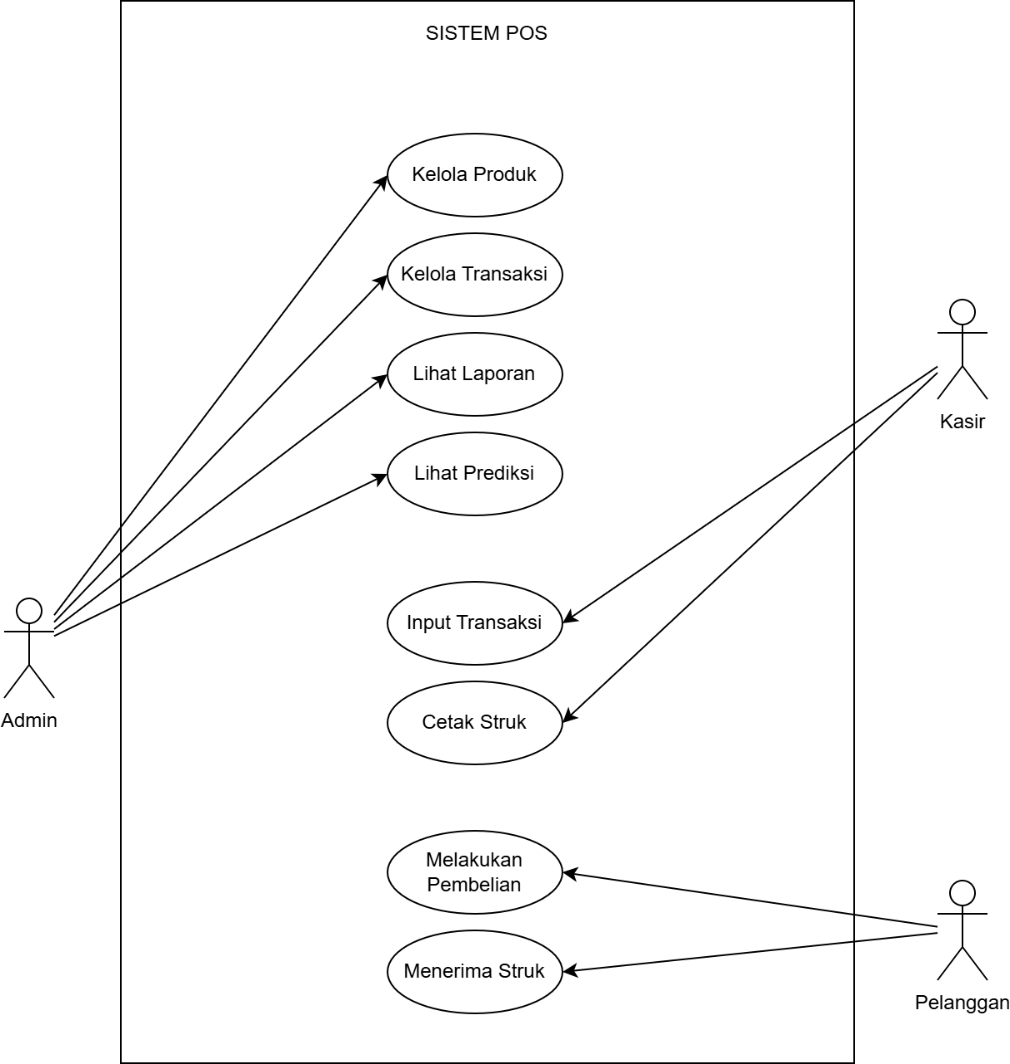 SISTEM POS
Kelola Produk
Kelola Transaksi
Lihat Laporan
Kasir
Lihat Prediksi
Input Transaksi
Admin
Cetak Struk
Melakukan
Pembelian
Menerima Struk
Pelanggan